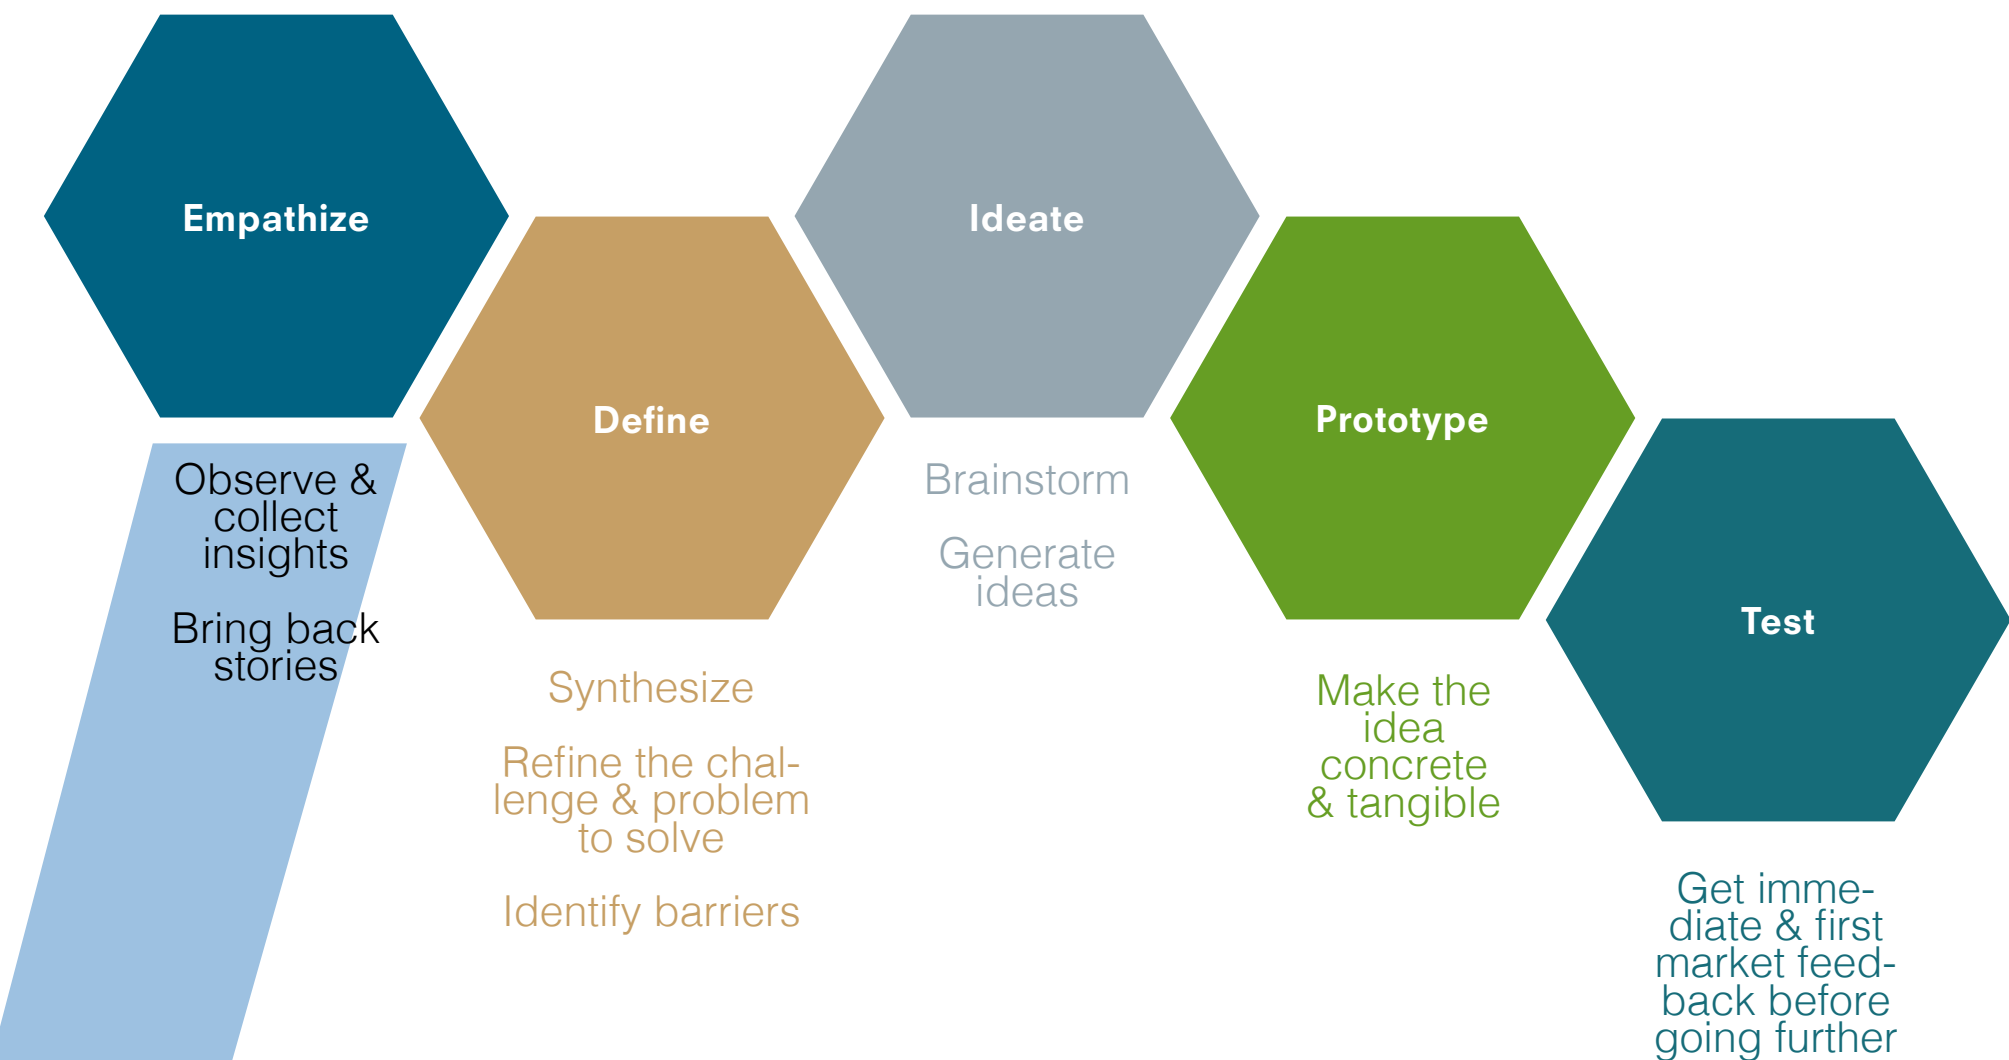 Empathize
Observe &
collect
insights
Bring back
stories
Define
Synthesize
Refine the chal-
lenge & problem
to solve
Identify barriers
Ideate
Brainstorm
Generate
ideas
Prototype
Make the
idea
concrete
& tangible
Test
Get imme-
diate & first
market feed-
back before
going further